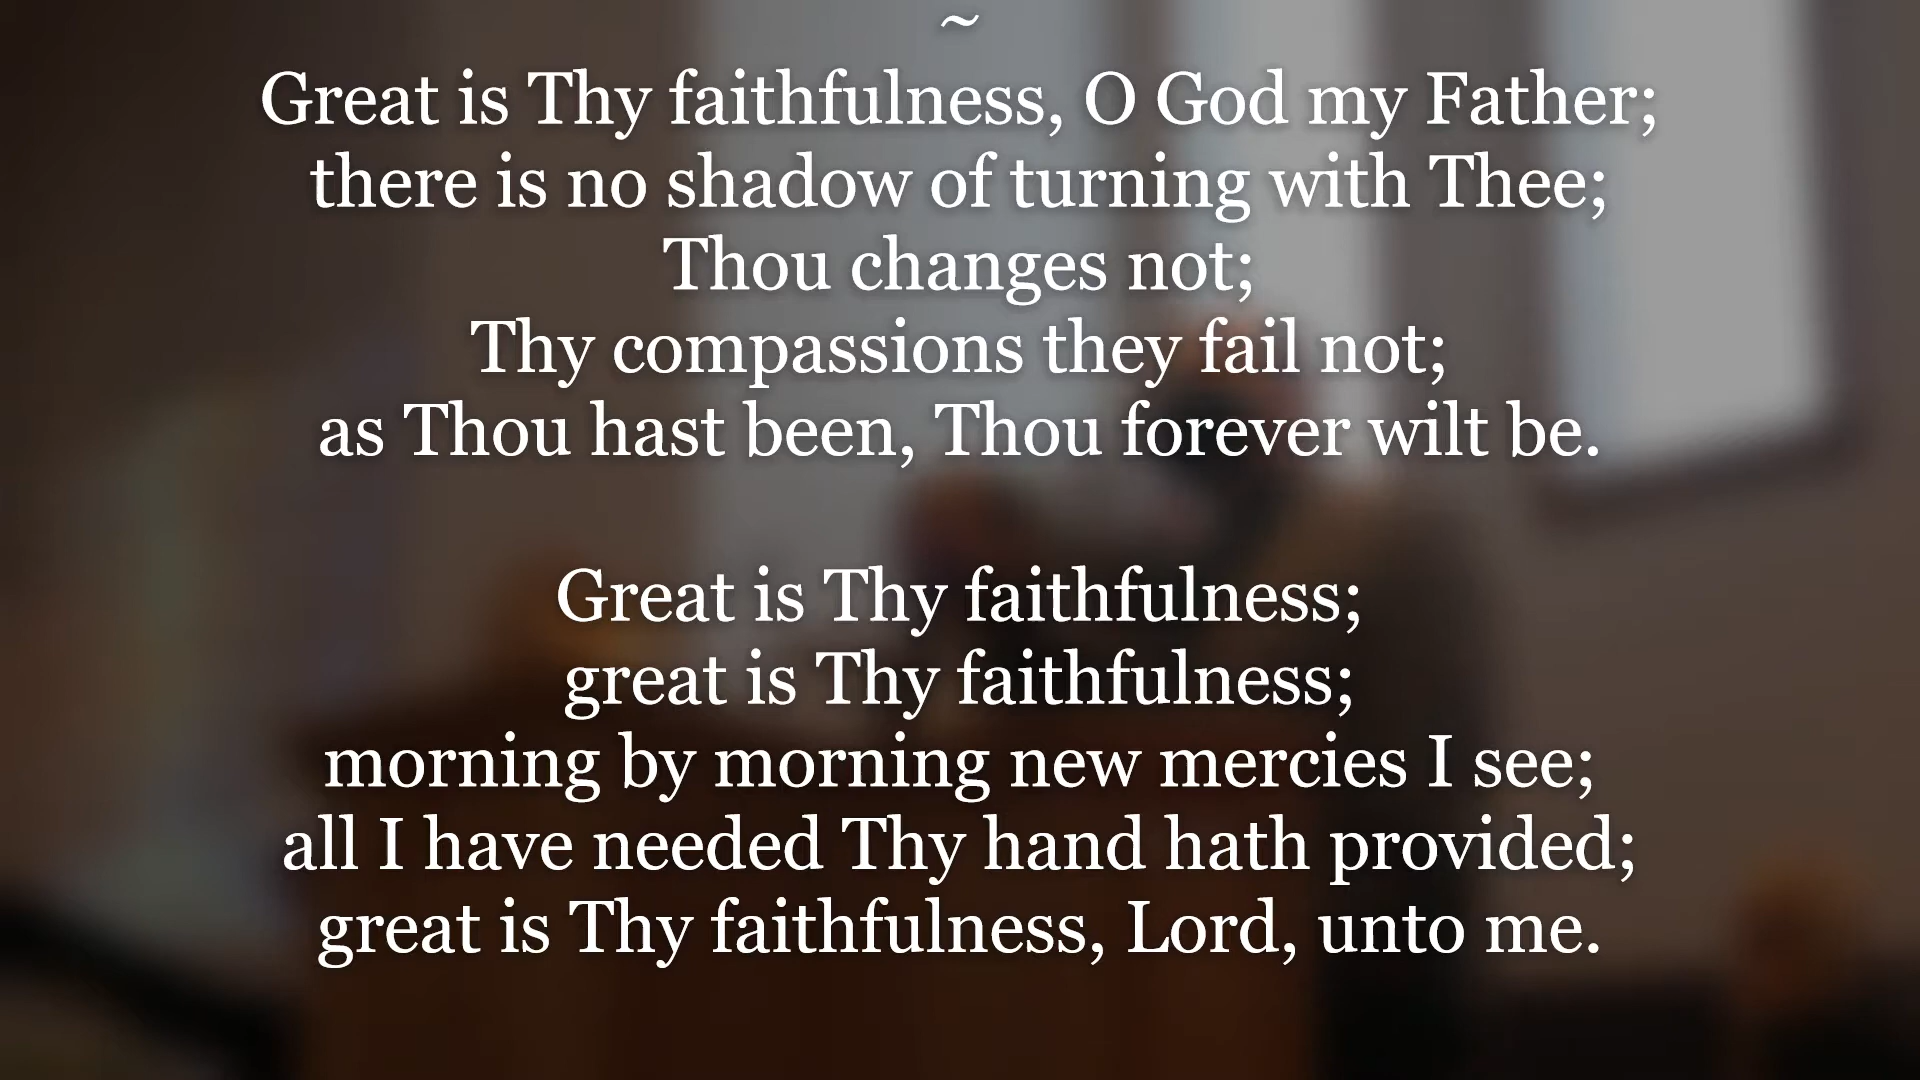 ~
Great is Thy faithfulness, O God my Father;
there is no shadow of turning with Thee;
Thou changes not;
Thy compassions they fail not;
as Thou hast been, Thou forever wilt be.
Great is Thy faithfulness;
great is Thy faithfulness;
morning by morning new mercies I see;
all I have needed Thy hand hath provided;
great is Thy faithfulness, Lord, unto me.